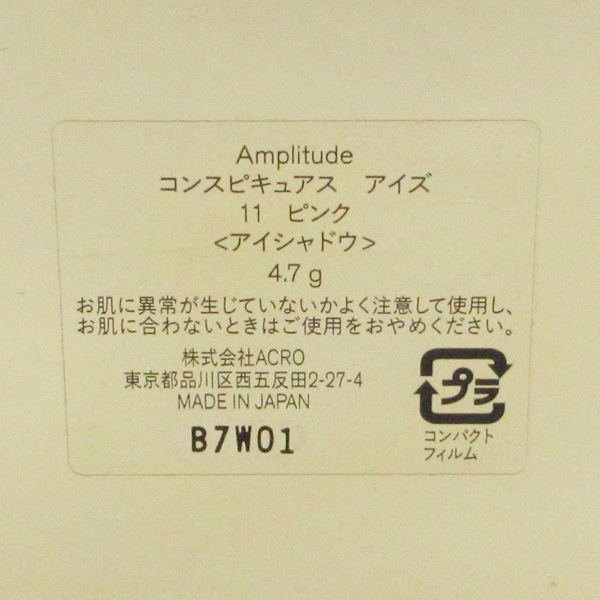 Amplitude
コンスピキュアス　アイズ
11　ピンク
<アイシャドウ>
4.7 g
お肌に異常が生じていないかよく注意して使用し、
お肌に合わないときはご使用をおやめください。
株式会社ACRO
東京都品川区西五反田2-27-4
MADE IN JAPAN
B7W01
プラ
コンパクト
フィルム